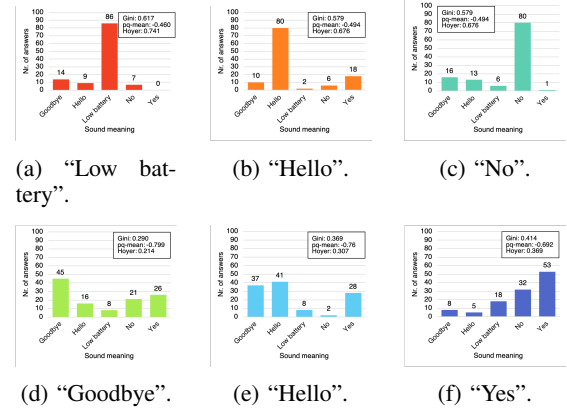 Gini: 0.617
pq-mean: -0.460
Hoyer: 0.741
Nr. of answers
100
90
80
70
60
50
40
30
20
10
0
14
9
86
7
0
Goodbye
Hello
Low battery
No
Yes
Sound meaning
(a) “Low bat-
tery”.
Gini: 0.579
pq-mean: -0.494
Hoyer: 0.676
Nr. of answers
100
90
80
70
60
50
40
30
20
10
0
10
80
2
6
18
Goodbye
Hello
Low battery
No
Yes
Sound meaning
(b) “Hello”.
Gini: 0.579
pq-mean: -0.494
Hoyer: 0.676
Nr. of answers
100
90
80
70
60
50
40
30
20
10
0
16
13
6
80
1
Goodbye
Hello
Low battery
No
Yes
Sound meaning
(c) “No”.
Gini: 0.290
pq-mean: -0.799
Hoyer: 0.214
Nr. of answers
100
90
80
70
60
50
40
30
20
10
0
45
16
8
21
26
Goodbye
Hello
Low battery
No
Yes
Sound meaning
(d) “Goodbye”.
Gini: 0.369
pq-mean: -0.76
Hoyer: 0.307
Nr. of answers
100
90
80
70
60
50
40
30
20
10
0
37
41
8
2
28
Goodbye
Hello
Low battery
No
Yes
Sound meaning
(e) “Hello”.
Gini: 0.414
pq-mean: -0.692
Hoyer: 0.369
Nr. of answers
100
90
80
70
60
50
40
30
20
10
0
8
5
18
32
53
Goodbye
Hello
Low battery
No
Yes
Sound meaning
(f) “Yes”.